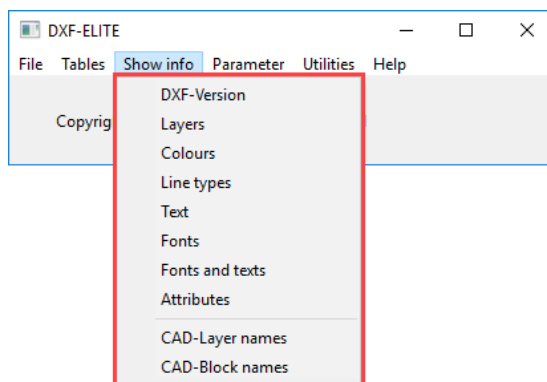 DXF-ELITE
File Tables Show info Parameter Utilities Help
DXF-Version
Copyrig
Layers
Colours
Line types
Text
Fonts
Fonts and texts
Attributes
CAD-Layer names
CAD-Block names